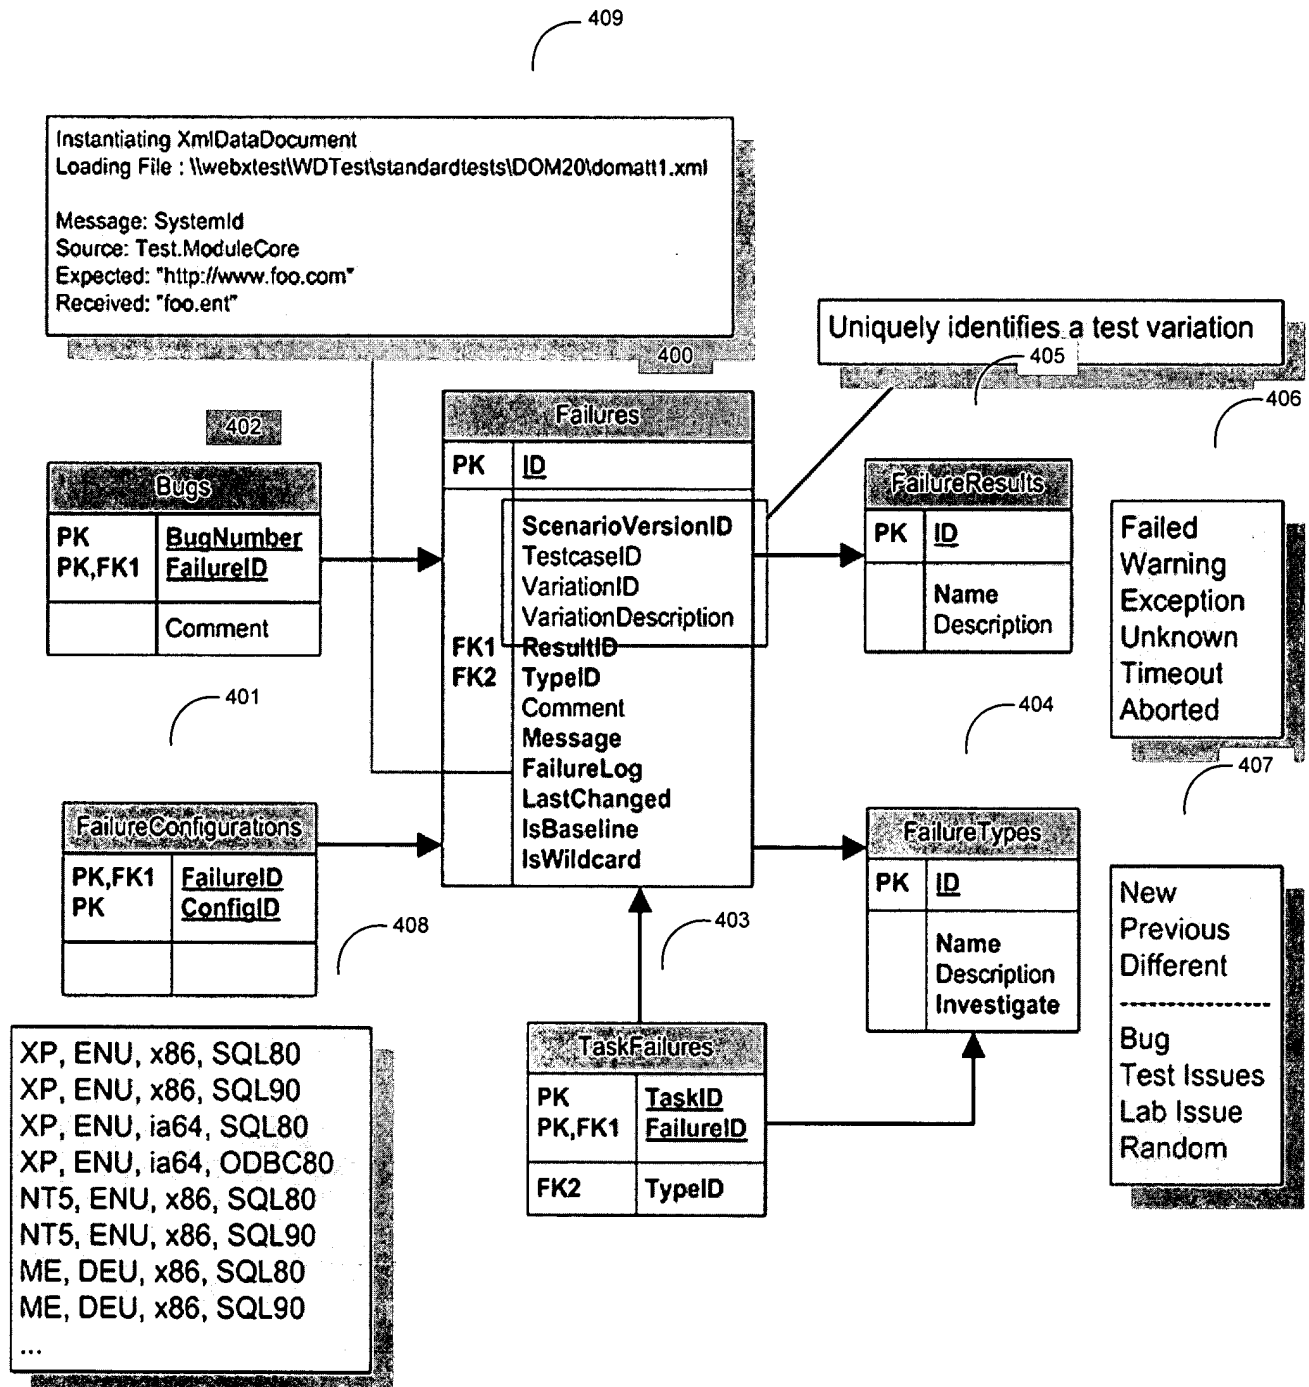 409
Instantiating XmlDataDocument
Loading File : \\webxtest\WDTest\standardtests\DOM20\domatt1.xml
Message: SystemId
Source: Test.ModuleCore
Expected: "http://www.foo.com"
Received: "foo.ent"
Uniquely identifies a test variation
400
405
406
402
Failures
PK ID
ScenarioVersionID
TestcaseID
VariationID
VariationDescription
FK1 ResultID
FK2 TypeID
Comment
Message
FailureLog
LastChanged
IsBaseline
IsWildcard
Bugs
PK BugNumber
PK,FK1 FailureID
Comment
FailureResults
PK ID
Name
Description
Failed
Warning
Exception
Unknown
Timeout
Aborted
401
404
407
FailureConfigurations
PK,FK1 FailureID
PK ConfigID
FailureTypes
PK ID
Name
Description
Investigate
New
Previous
Different
Bug
Test Issues
Lab Issue
Random
408
403
TaskFailures
PK TaskID
PK,FK1 FailureID
FK2 TypeID
XP, ENU, x86, SQL80
XP, ENU, x86, SQL90
XP, ENU, ia64, SQL80
XP, ENU, ia64, ODBC80
NT5, ENU, x86, SQL80
NT5, ENU, x86, SQL90
ME, DEU, x86, SQL80
ME, DEU, x86, SQL90
...